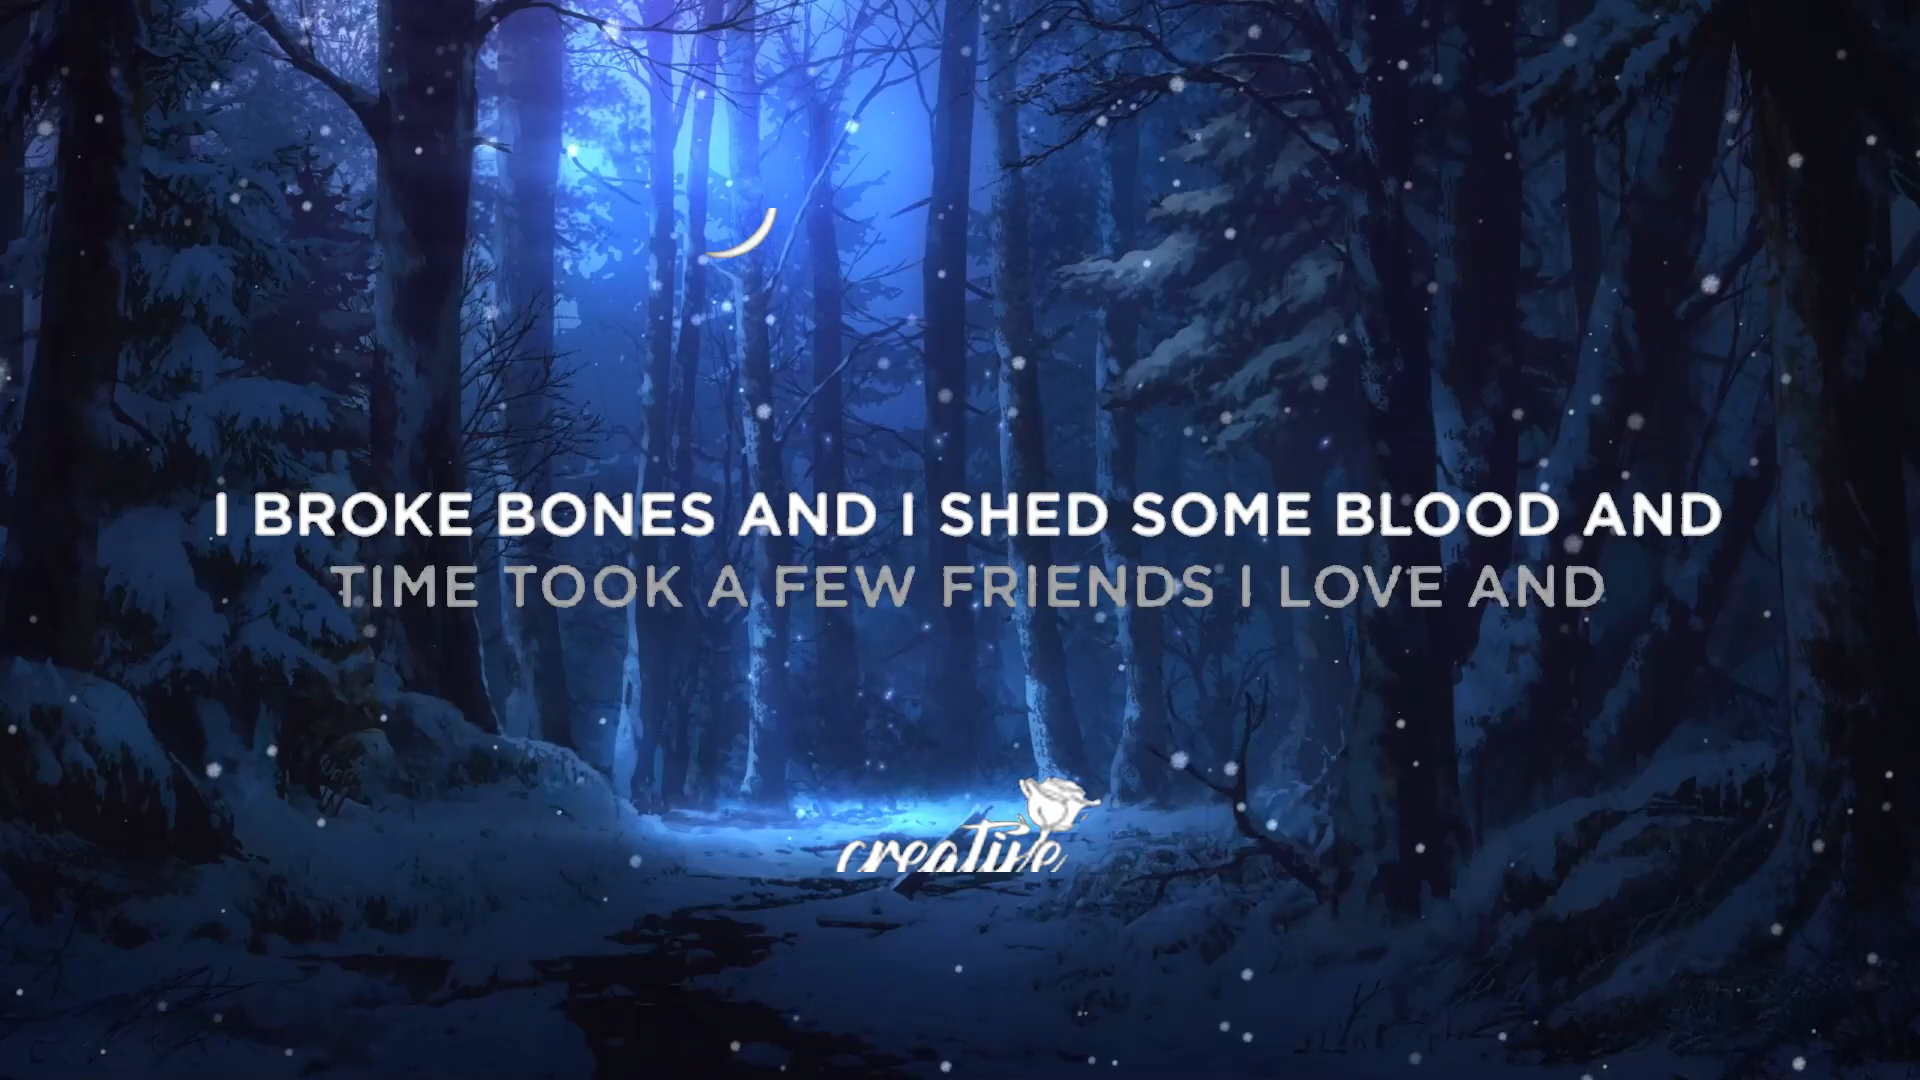 I BROKE BONES AND I SHED SOME BLOOD AND
TIME TOOK A FEW FRIENDS I LOVE AND
creative